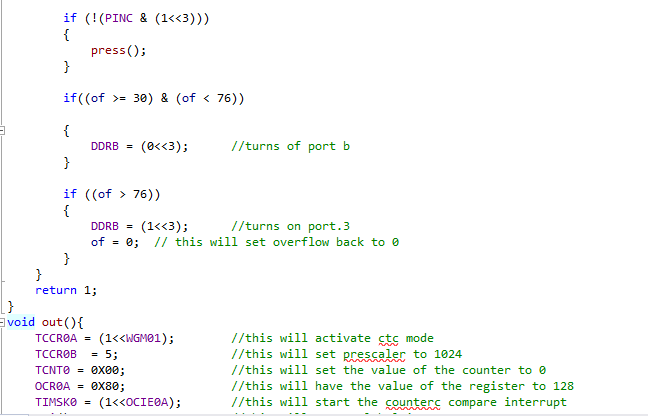 if (!(PINC & (1<<3)))
{
press();
}
if((of >= 30) & (of < 76))
{
DDRB = (0<<3); //turns of port b
}
if ((of > 76))
{
DDRB = (1<<3); //turns on port.3
of = 0; // this will set overflow back to 0
}
}
return 1;
}
void out(){
TCCR0A = (1<<WGM01); //this will activate ctc mode
TCCR0B = 5; //this will set prescaler to 1024
TCNT0 = 0X00; //this will set the value of the counter to 0
OCR0A = 0X80; //this will have the value of the register to 128
TIMSK0 = (1<<OCIE0A); //this will start the counterc compare interrupt